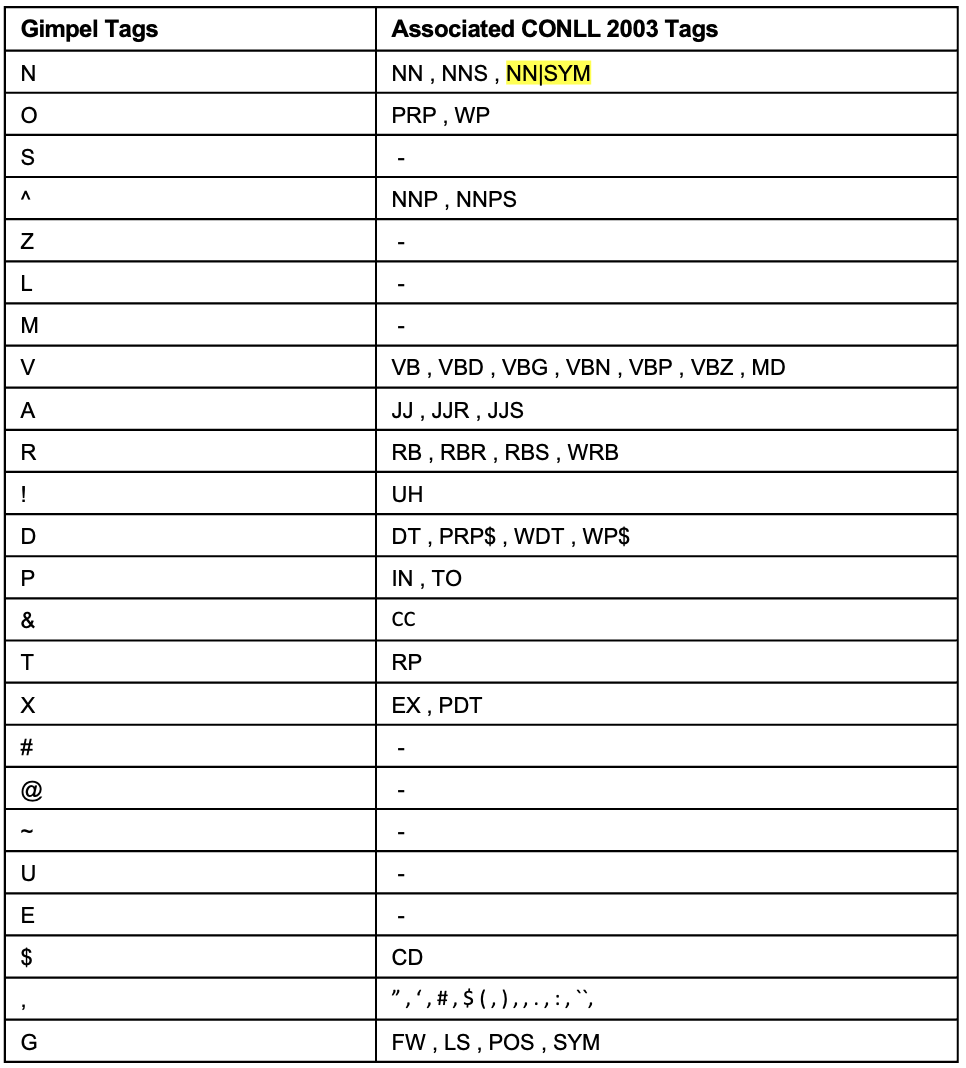 Gimpel Tags Associated CONLL 2003 Tags
N NN , NNS , NN|SYM
O PRP , WP
S -
^ NNP , NNPS
Z -
L -
M -
V VB , VBD , VBG , VBN , VBP , VBZ , MD
A JJ , JJR , JJS
R RB , RBR , RBS , WRB
! UH
D DT , PRP$ , WDT , WP$
P IN , TO
& CC
T RP
X EX , PDT
# -
@ -
~ -
U -
E -
$ CD
, ” , ‘ , # , $ ( , ) , , . , : , ``,
G FW , LS , POS , SYM